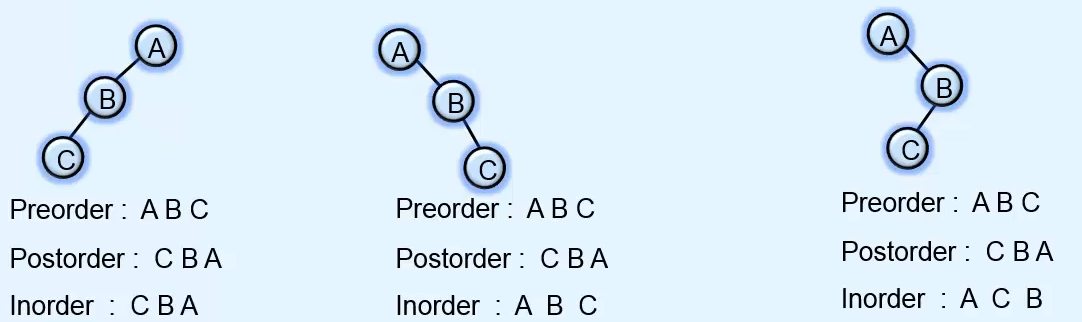 A
B
C
Preorder : A B C
Postorder : C B A
Inorder : C B A
A
B
C
Preorder : A B C
Postorder : C B A
Inorder : A B C
A
B
C
Preorder : A B C
Postorder : C B A
Inorder : A C B